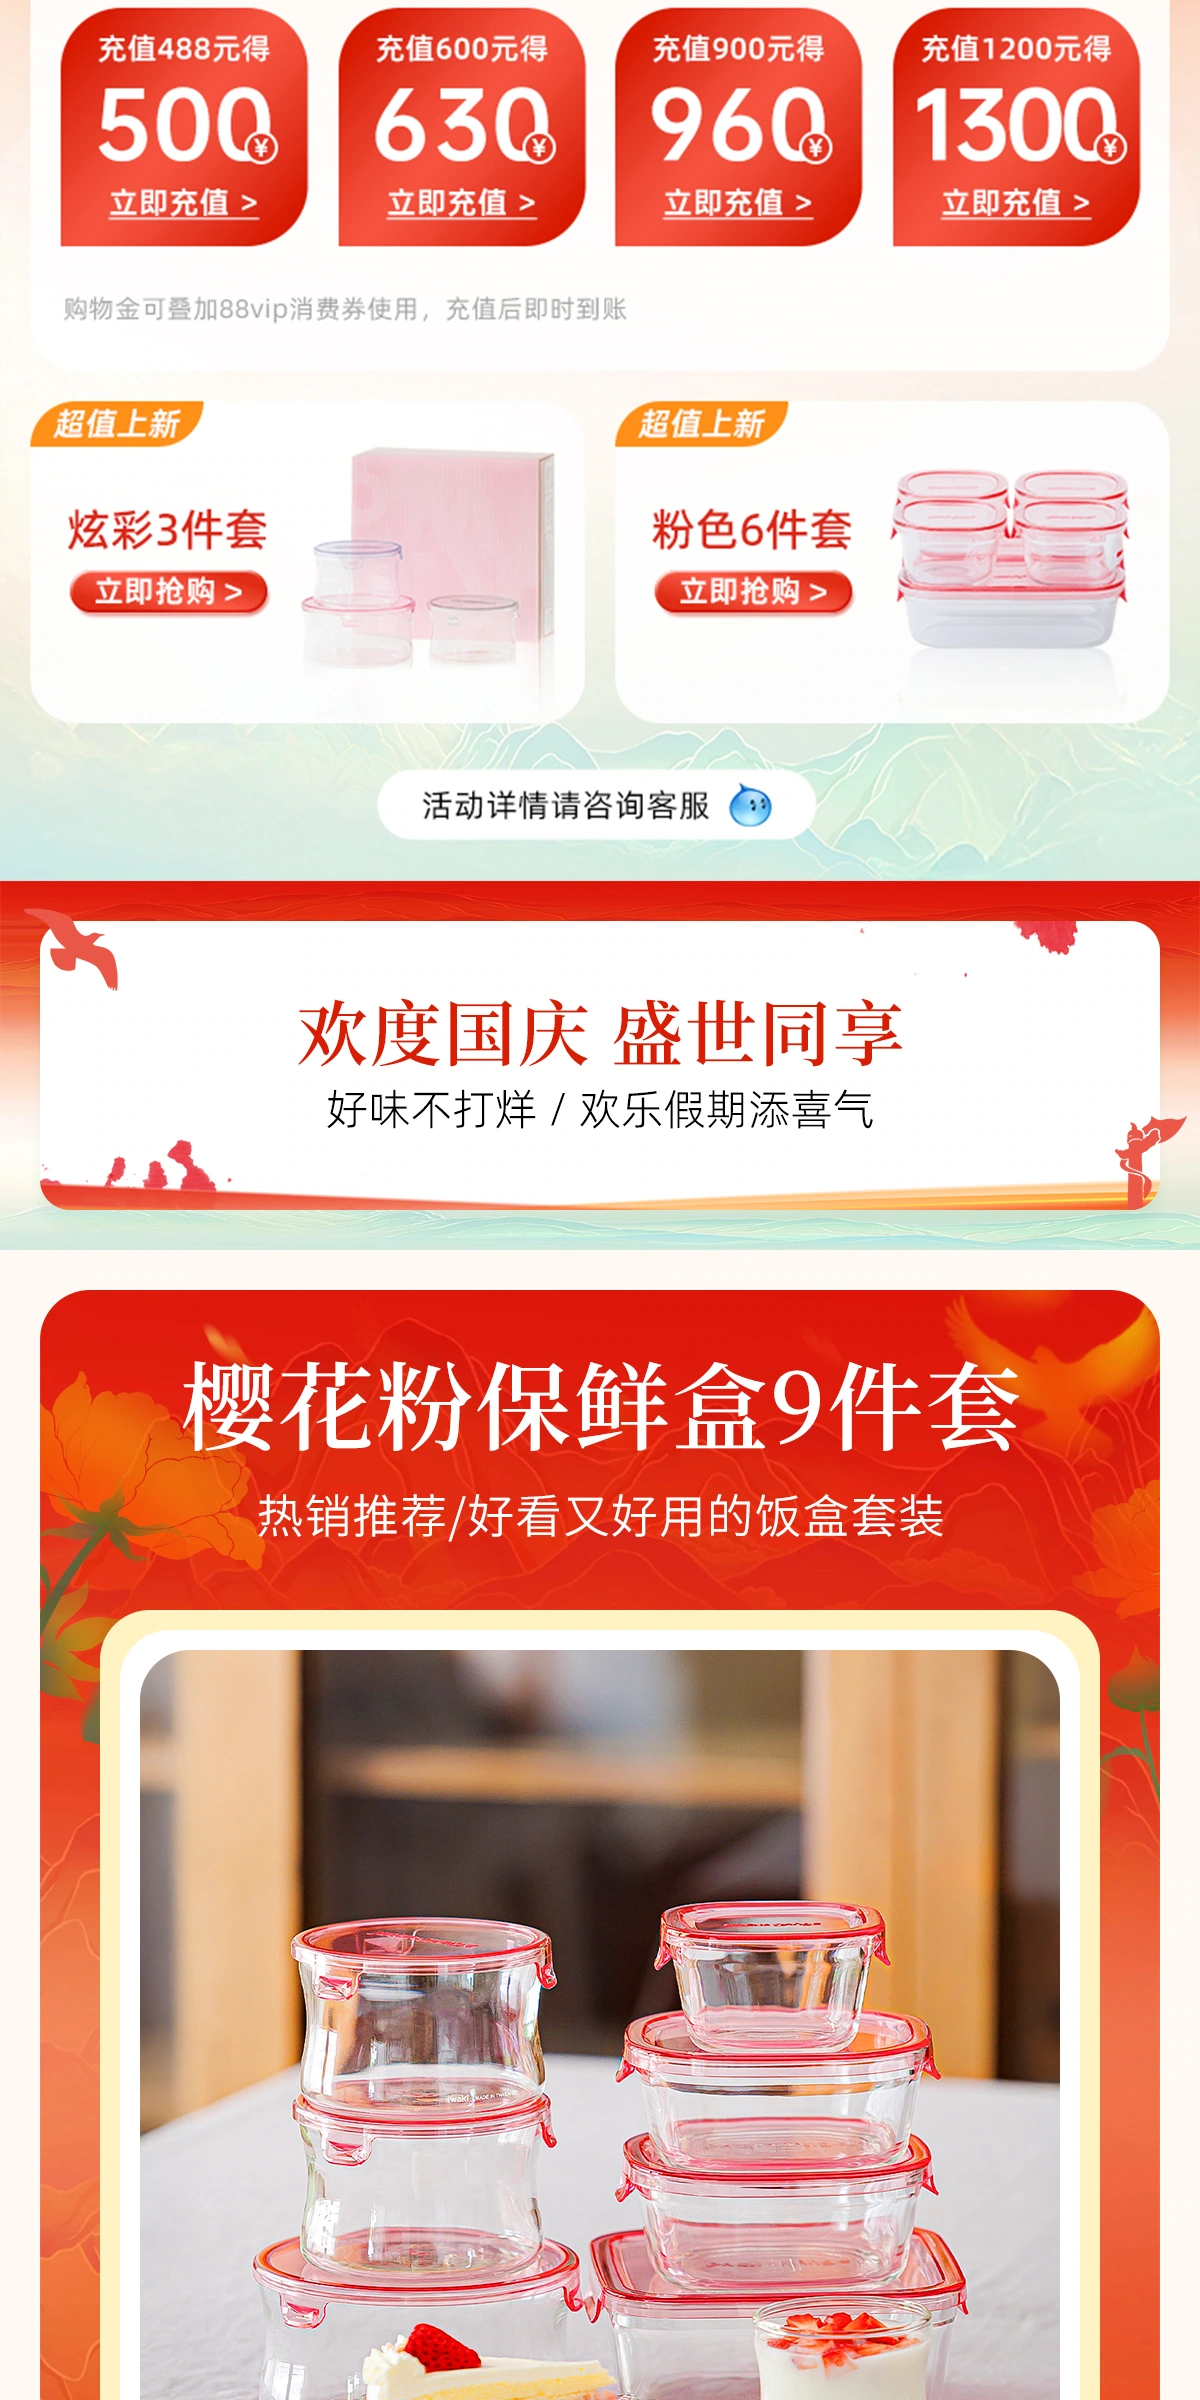 充值488元得
500¥
立即充值 >
充值600元得
630¥
立即充值 >
充值900元得
960¥
立即充值 >
充值1200元得
1300¥
立即充值 >
购物金可叠加88vip消费券使用，充值后即时到账
超值上新
炫彩3件套
立即抢购 >
超值上新
粉色6件套
立即抢购 >
活动详情请咨询客服
欢度国庆 盛世同享
好味不打烊 / 欢乐假期添喜气
樱花粉保鲜盒9件套
热销推荐/好看又好用的饭盒套装
iwaki